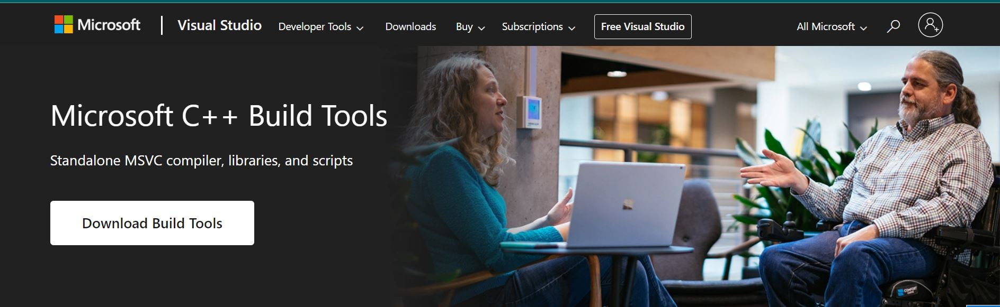 Microsoft | Visual Studio Developer Tools Downloads Buy Subscriptions Free Visual Studio All Microsoft
Microsoft C++ Build Tools
Standalone MSVC compiler, libraries, and scripts
Download Build Tools
COMFORT